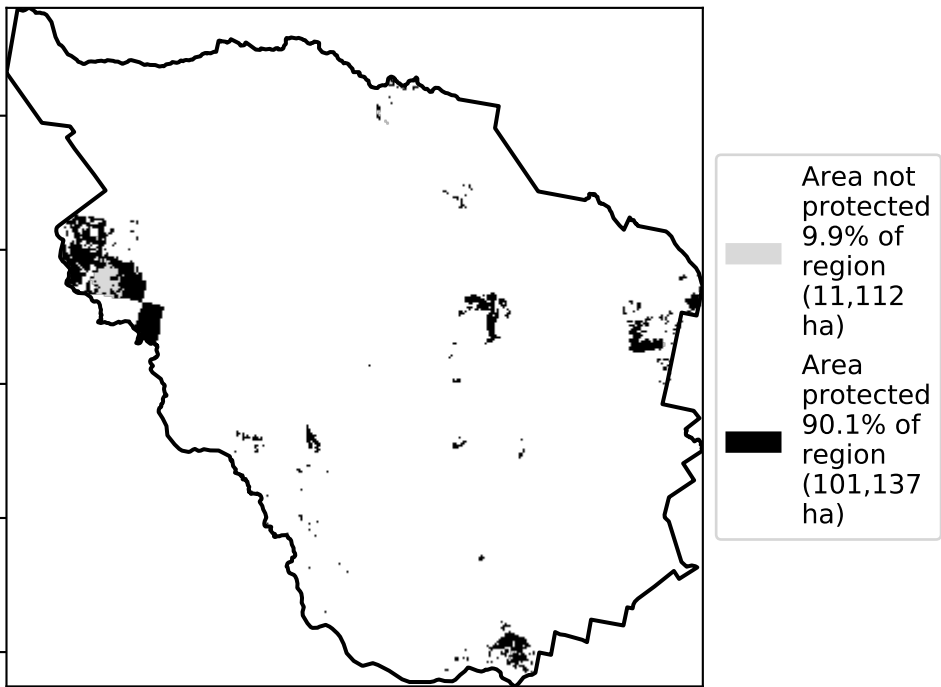 Area not
protected
9.9% of
region
(11,112
ha)
Area
protected
90.1% of
region
(101,137
ha)